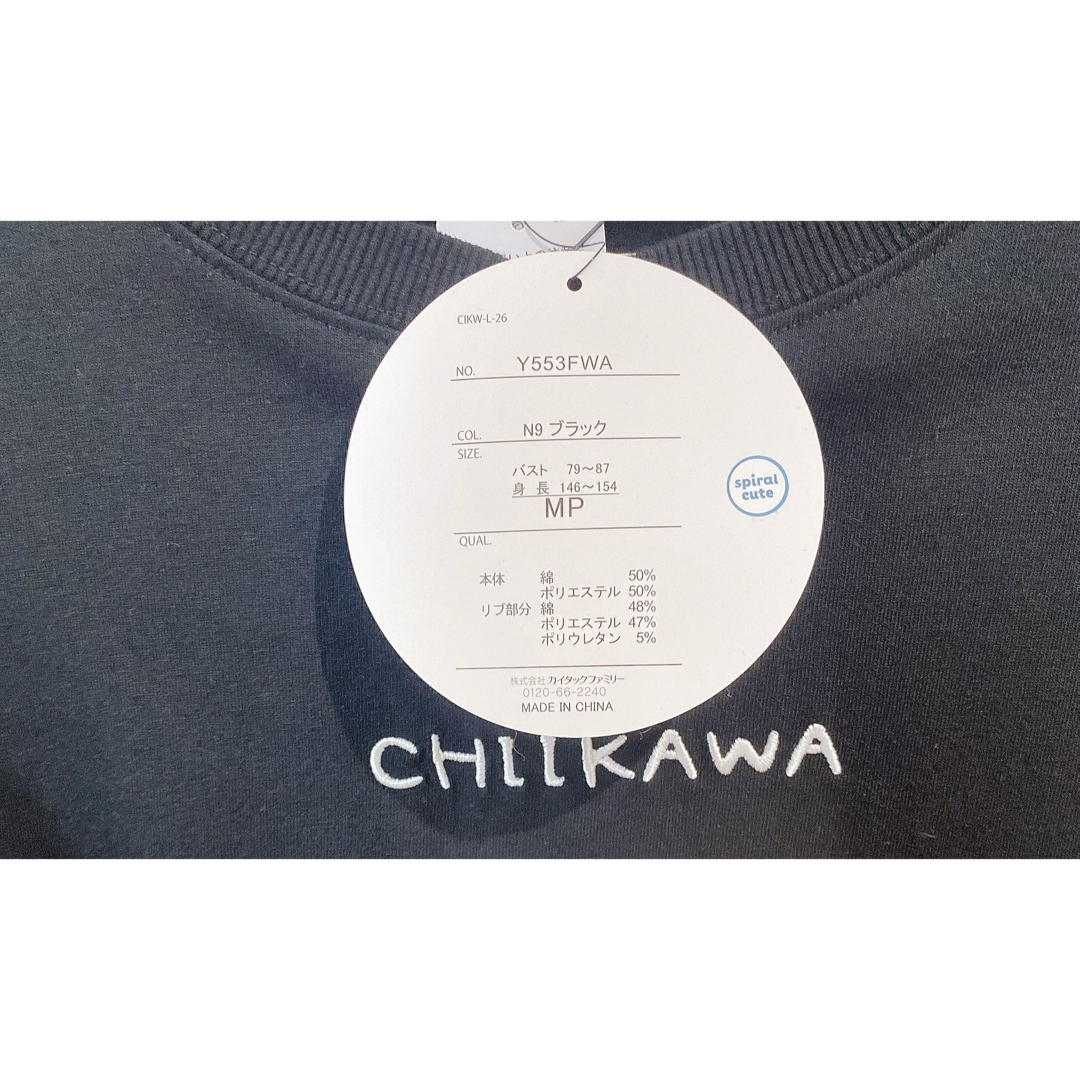 CIKW-L-26
NO. Y553FWA
COL. N9 ブラック
SIZE.
バスト 79～87
身 長 146～154
MP
QUAL.
本体 綿 50%
ポリエステル 50%
リブ部分 綿 48%
ポリエステル 47%
ポリウレタン 5%
株式会社カイタックファミリー
0120-66-2240
MADE IN CHINA
spiral
cute
CHIIKAWA